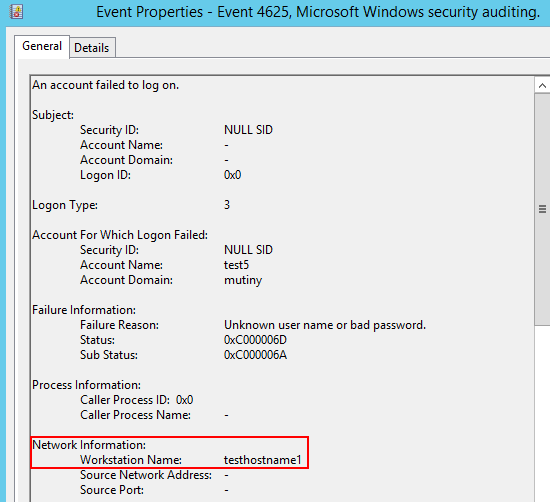 Event Properties - Event 4625, Microsoft Windows security auditing.
General Details
An account failed to log on.
Subject:
Security ID: NULL SID
Account Name: -
Account Domain: -
Logon ID: 0x0
Logon Type: 3
Account For Which Logon Failed:
Security ID: NULL SID
Account Name: test5
Account Domain: mutiny
Failure Information:
Failure Reason: Unknown user name or bad password.
Status: 0xC000006D
Sub Status: 0xC000006A
Process Information:
Caller Process ID: 0x0
Caller Process Name: -
Network Information:
Workstation Name: testhostname1
Source Network Address: -
Source Port: -